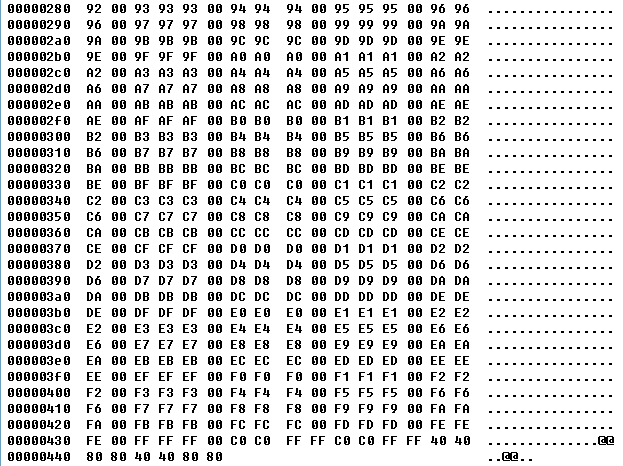 00000280 92 00 93 93 93 00 94 94 94 00 95 95 95 00 96 96 ................
00000290 96 00 97 97 97 00 98 98 98 00 99 99 99 00 9A 9A ................
000002a0 9A 00 9B 9B 9B 00 9C 9C 9C 00 9D 9D 9D 00 9E 9E ................
000002b0 9E 00 9F 9F 9F 00 A0 A0 A0 00 A1 A1 A1 00 A2 A2 ................
000002c0 A2 00 A3 A3 A3 00 A4 A4 A4 00 A5 A5 A5 00 A6 A6 ................
000002d0 A6 00 A7 A7 A7 00 A8 A8 A8 00 A9 A9 A9 00 AA AA ................
000002e0 AA 00 AB AB AB 00 AC AC AC 00 AD AD AD 00 AE AE ................
000002f0 AE 00 AF AF AF 00 B0 B0 B0 00 B1 B1 B1 00 B2 B2 ................
00000300 B2 00 B3 B3 B3 00 B4 B4 B4 00 B5 B5 B5 00 B6 B6 ................
00000310 B6 00 B7 B7 B7 00 B8 B8 B8 00 B9 B9 B9 00 BA BA ................
00000320 BA 00 BB BB BB 00 BC BC BC 00 BD BD BD 00 BE BE ................
00000330 BE 00 BF BF BF 00 C0 C0 C0 00 C1 C1 C1 00 C2 C2 ................
00000340 C2 00 C3 C3 C3 00 C4 C4 C4 00 C5 C5 C5 00 C6 C6 ................
00000350 C6 00 C7 C7 C7 00 C8 C8 C8 00 C9 C9 C9 00 CA CA ................
00000360 CA 00 CB CB CB 00 CC CC CC 00 CD CD CD 00 CE CE ................
00000370 CE 00 CF CF CF 00 D0 D0 D0 00 D1 D1 D1 00 D2 D2 ................
00000380 D2 00 D3 D3 D3 00 D4 D4 D4 00 D5 D5 D5 00 D6 D6 ................
00000390 D6 00 D7 D7 D7 00 D8 D8 D8 00 D9 D9 D9 00 DA DA ................
000003a0 DA 00 DB DB DB 00 DC DC DC 00 DD DD DD 00 DE DE ................
000003b0 DE 00 DF DF DF 00 E0 E0 E0 00 E1 E1 E1 00 E2 E2 ................
000003c0 E2 00 E3 E3 E3 00 E4 E4 E4 00 E5 E5 E5 00 E6 E6 ................
000003d0 E6 00 E7 E7 E7 00 E8 E8 E8 00 E9 E9 E9 00 EA EA ................
000003e0 EA 00 EB EB EB 00 EC EC EC 00 ED ED ED 00 EE EE ................
000003f0 EE 00 EF EF EF 00 F0 F0 F0 00 F1 F1 F1 00 F2 F2 ................
00000400 F2 00 F3 F3 F3 00 F4 F4 F4 00 F5 F5 F5 00 F6 F6 ................
00000410 F6 00 F7 F7 F7 00 F8 F8 F8 00 F9 F9 F9 00 FA FA ................
00000420 FA 00 FB FB FB 00 FC FC FC 00 FD FD FD 00 FE FE ................
00000430 FE 00 FF FF FF 00 C0 C0 FF FF C0 C0 FF FF 40 40 ..............@@
00000440 80 80 40 40 80 80 ..@@..